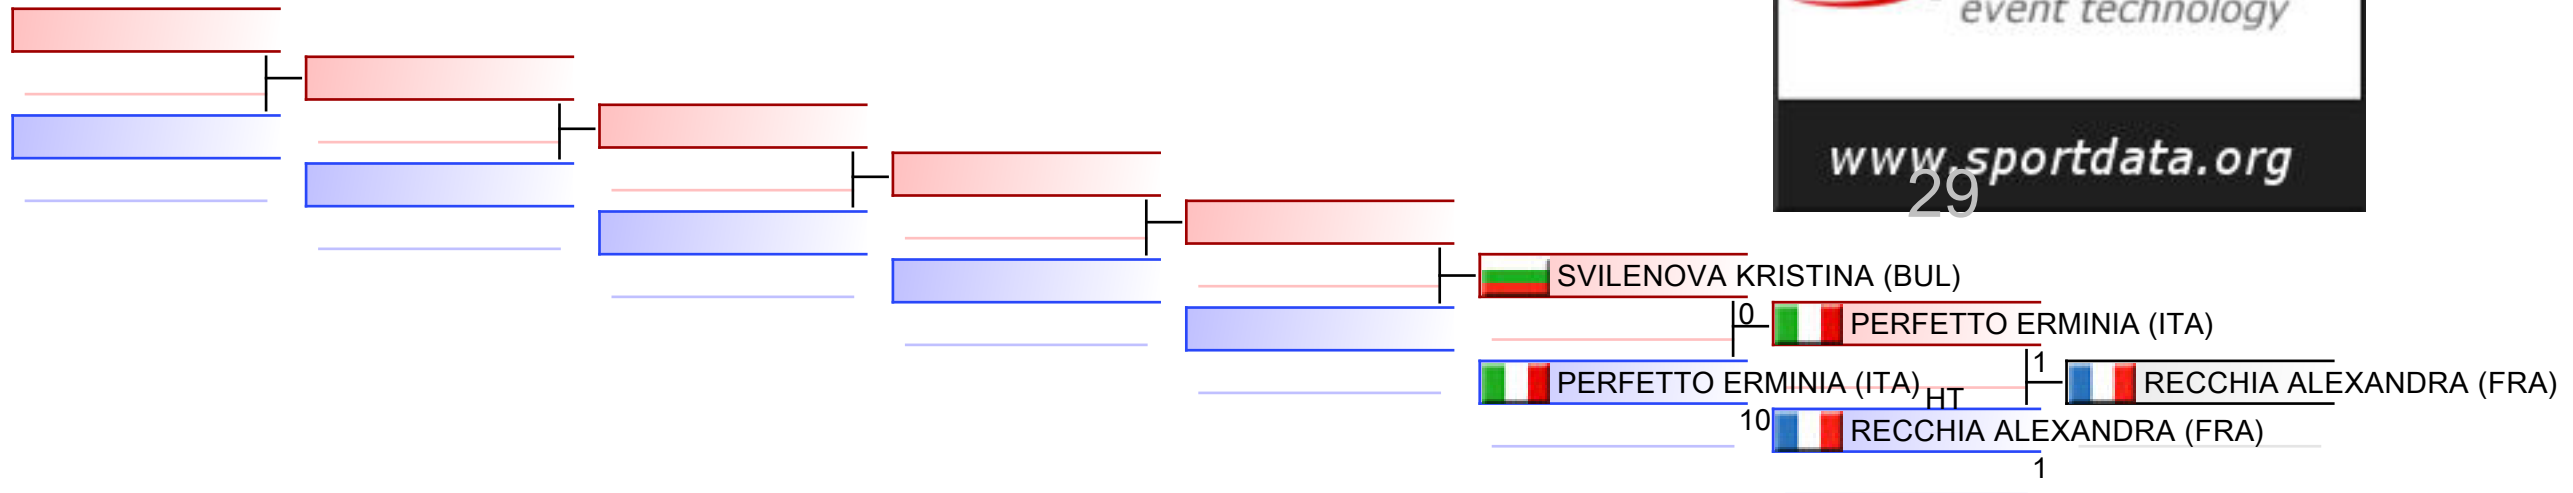 event technology
www.sportdata.org
29
SVILENOVA KRISTINA (BUL)
0
PERFETTO ERMINIA (ITA)
1
PERFETTO ERMINIA (ITA)
HT
RECCHIA ALEXANDRA (FRA)
10
RECCHIA ALEXANDRA (FRA)
1